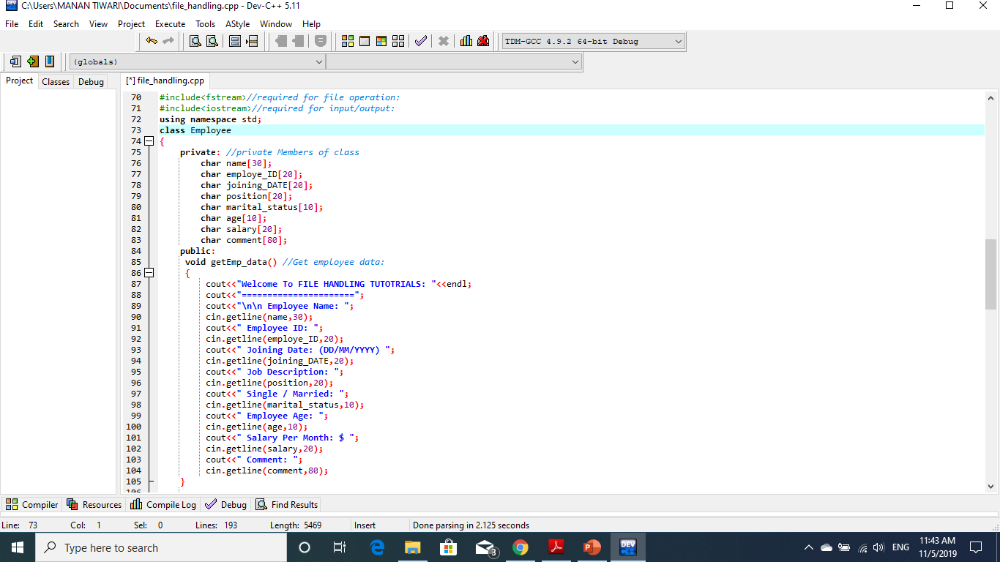 C:\Users\MANAN TIWARI\Documents\file_handling.cpp - Dev-C++ 5.11
File Edit Search View Project Execute Tools AStyle Window Help
TDM-GCC 4.9.2 64-bit Debug
(globals)
Project Classes Debug [*] file_handling.cpp
70 #include<fstream>//required for file operation:
71 #include<iostream>//required for input/output:
72 using namespace std;
73 class Employee
74 {
75 private: //private Members of class
76 char name[30];
77 char employe_ID[20];
78 char joining_DATE[20];
79 char position[20];
80 char marital_status[10];
81 char age[10];
82 char salary[20];
83 char comment[80];
84 public:
85 void getEmp_data() //Get employee data:
86 {
87 cout<<"Welcome To FILE HANDLING TUTOTRIALS: "<<endl;
88 cout<<"======================";
89 cout<<"\n\n Employee Name: ";
90 cin.getline(name,30);
91 cout<<" Employee ID: ";
92 cin.getline(employe_ID,20);
93 cout<<" Joining Date: (DD/MM/YYYY) ";
94 cin.getline(joining_DATE,20);
95 cout<<" Job Description: ";
96 cin.getline(position,20);
97 cout<<" Single / Married: ";
98 cin.getline(marital_status,10);
99 cout<<" Employee Age: ";
100 cin.getline(age,10);
101 cout<<" Salary Per Month: $ ";
102 cin.getline(salary,20);
103 cout<<" Comment: ";
104 cin.getline(comment,80);
105 }
Compiler Resources Compile Log Debug Find Results
Line: 73 Col: 1 Sel: 0 Lines: 193 Length: 5469 Insert Done parsing in 2.125 seconds
Type here to search
3
DEV
ENG
11:43 AM
11/5/2019